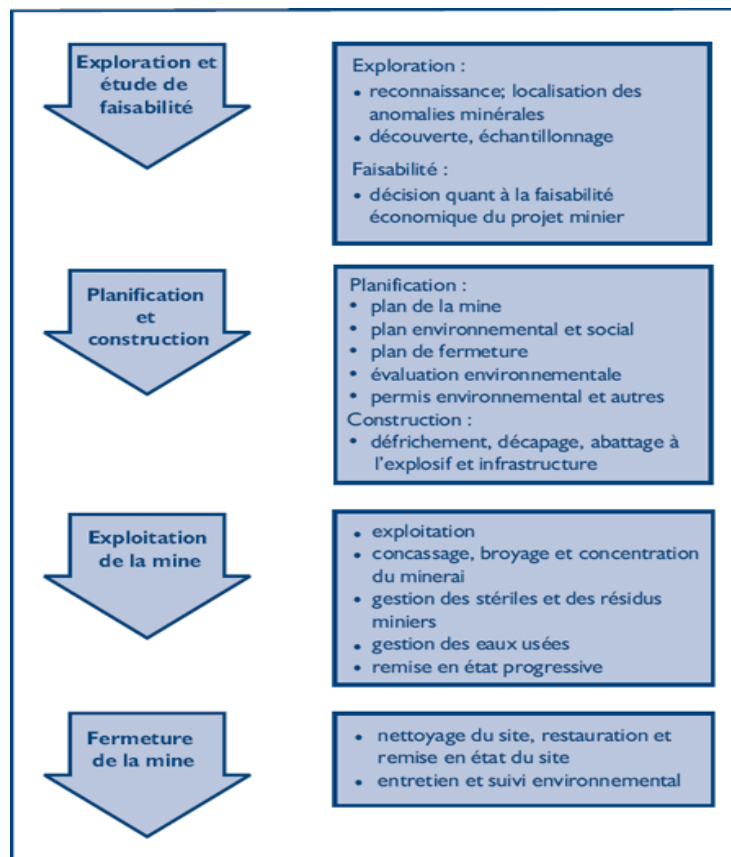 Exploration et
étude de
faisabilité
Exploration :
• reconnaissance; localisation des
anomalies minérales
• découverte, échantillonnage
Faisabilité :
• décision quant à la faisabilité
économique du projet minier
Planification
et
construction
Planification :
• plan de la mine
• plan environnemental et social
• plan de fermeture
• évaluation environnementale
• permis environnemental et autres
Construction :
• défrichement, décapage, abattage à
l'explosif et infrastructure
Exploitation
de la mine
• exploitation
• concassage, broyage et concentration
du minerai
• gestion des stériles et des résidus
miniers
• gestion des eaux usées
• remise en état progressive
Fermeture
de la mine
• nettoyage du site, restauration et
remise en état du site
• entretien et suivi environnemental